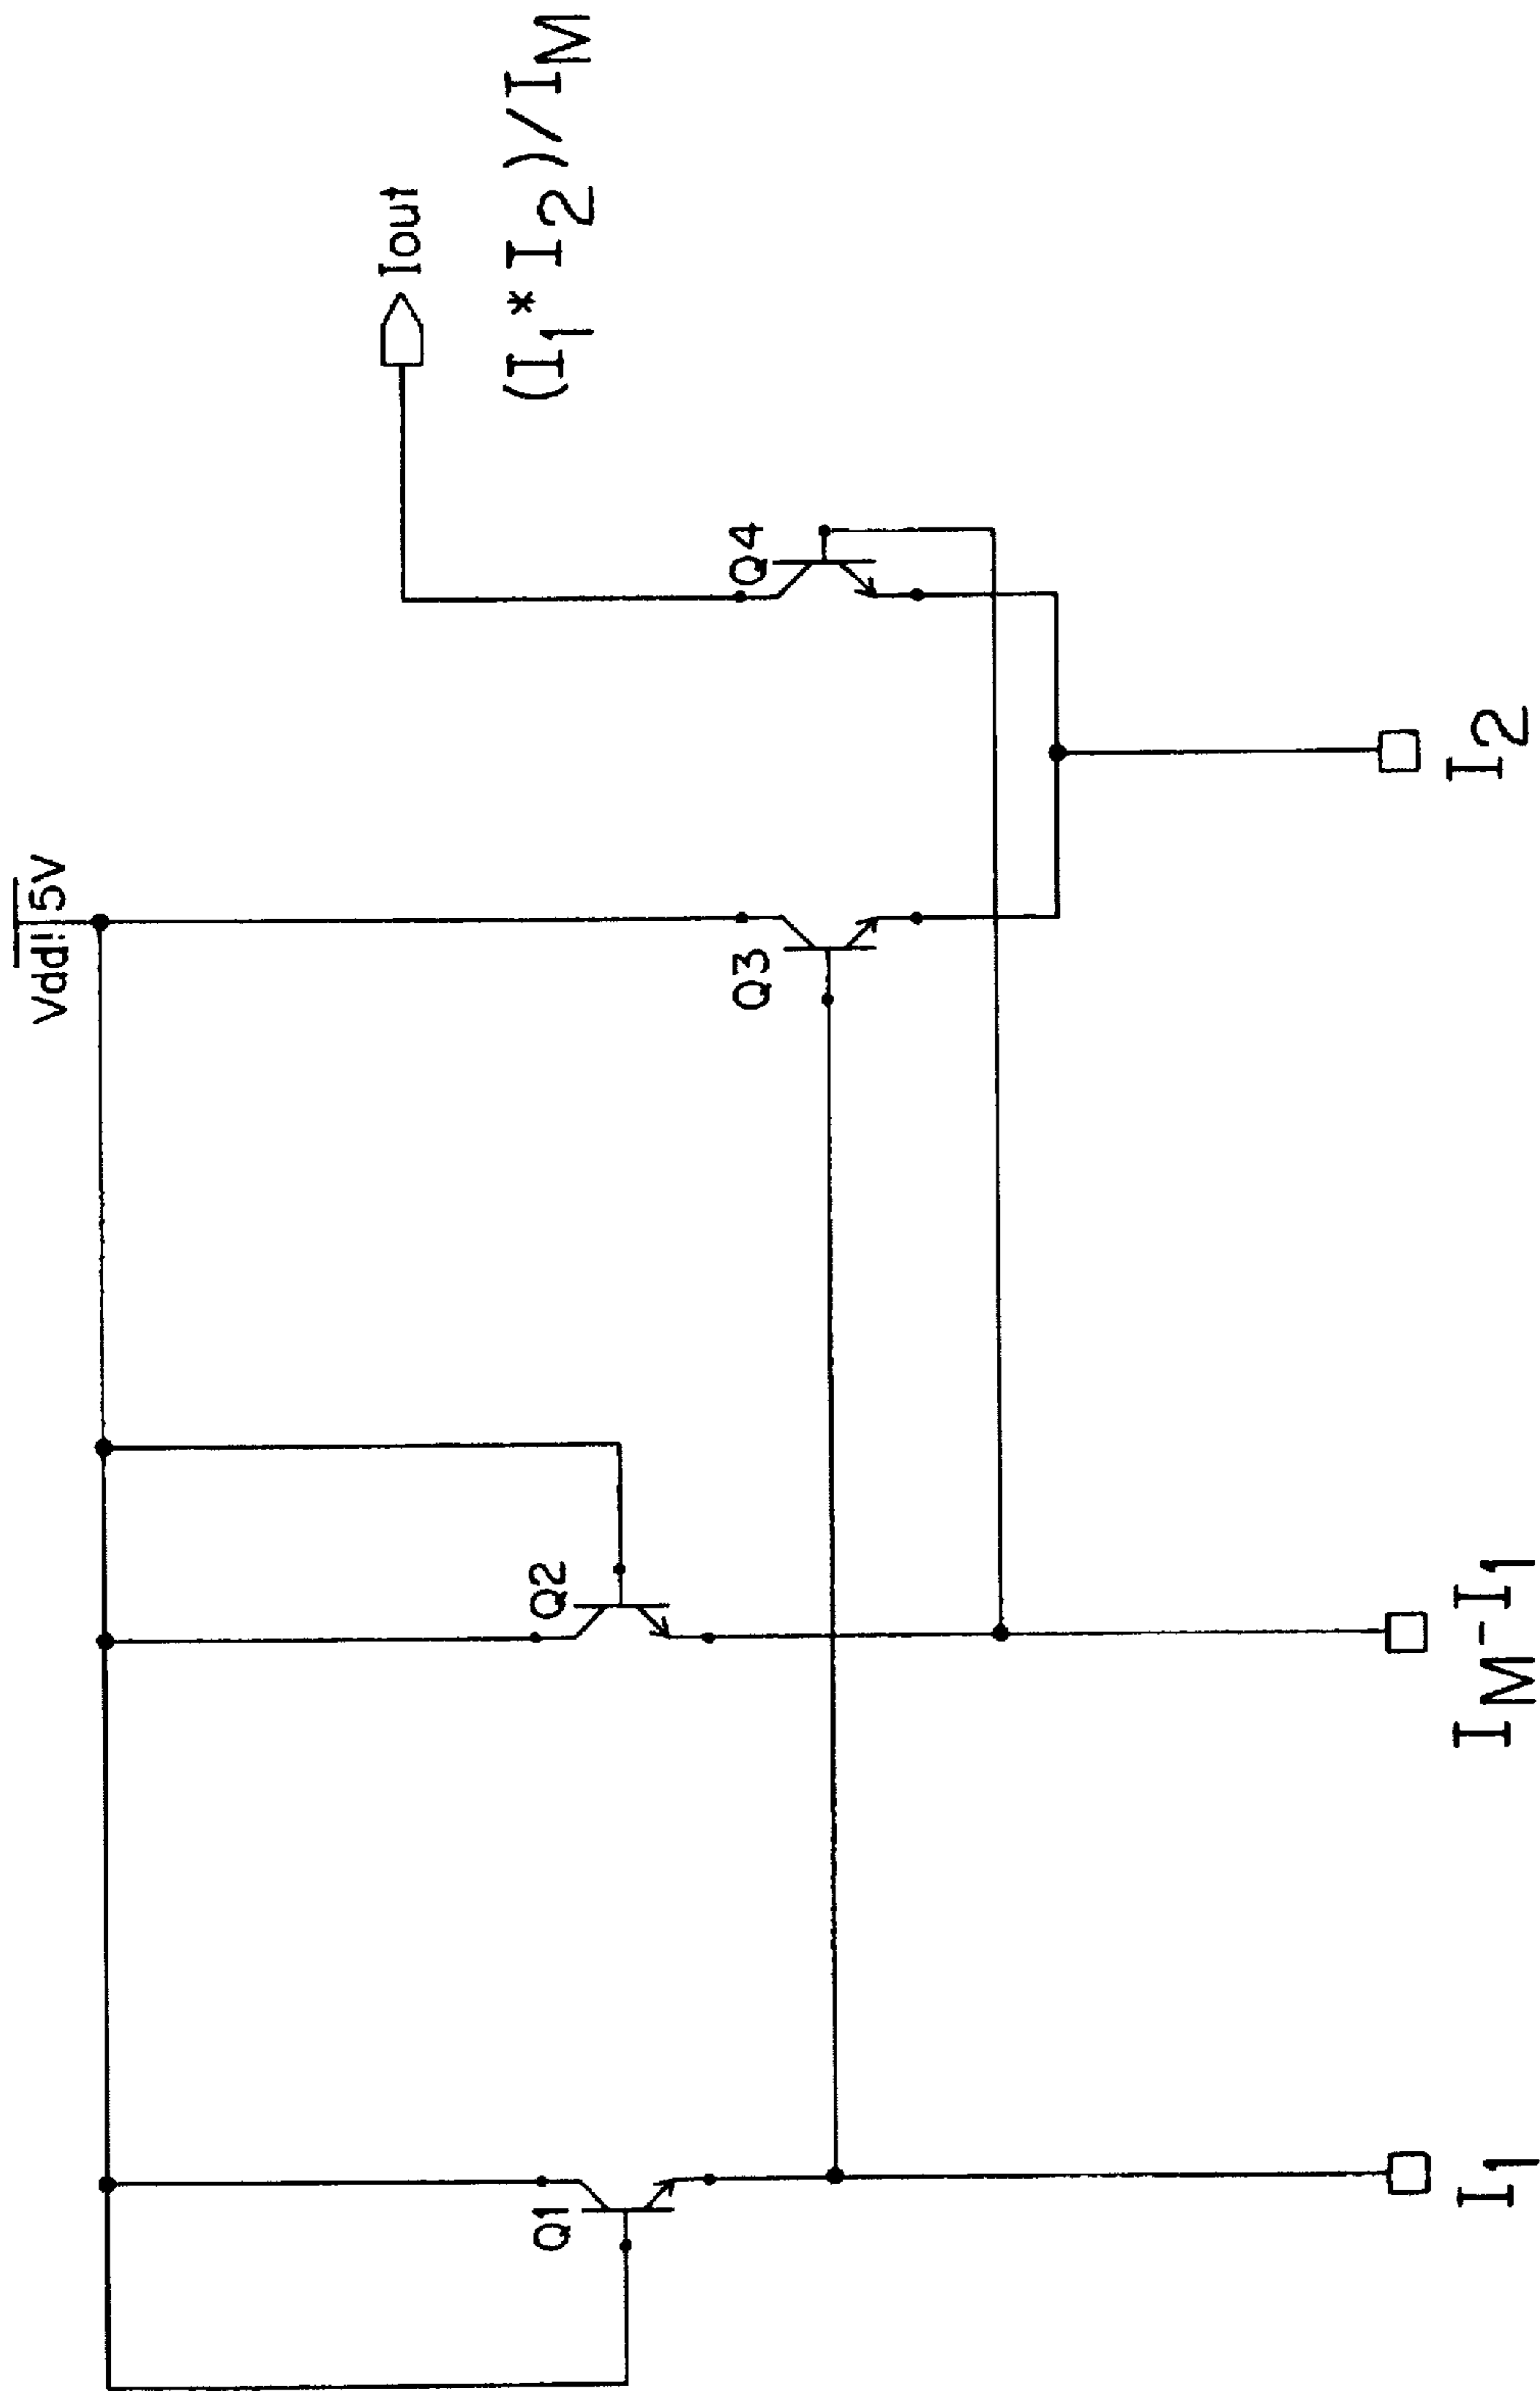 Vdd! 5V
Iout
(I1*I2)/IM
Q1
Q2
Q3
Q4
I1
IM-I1
I2